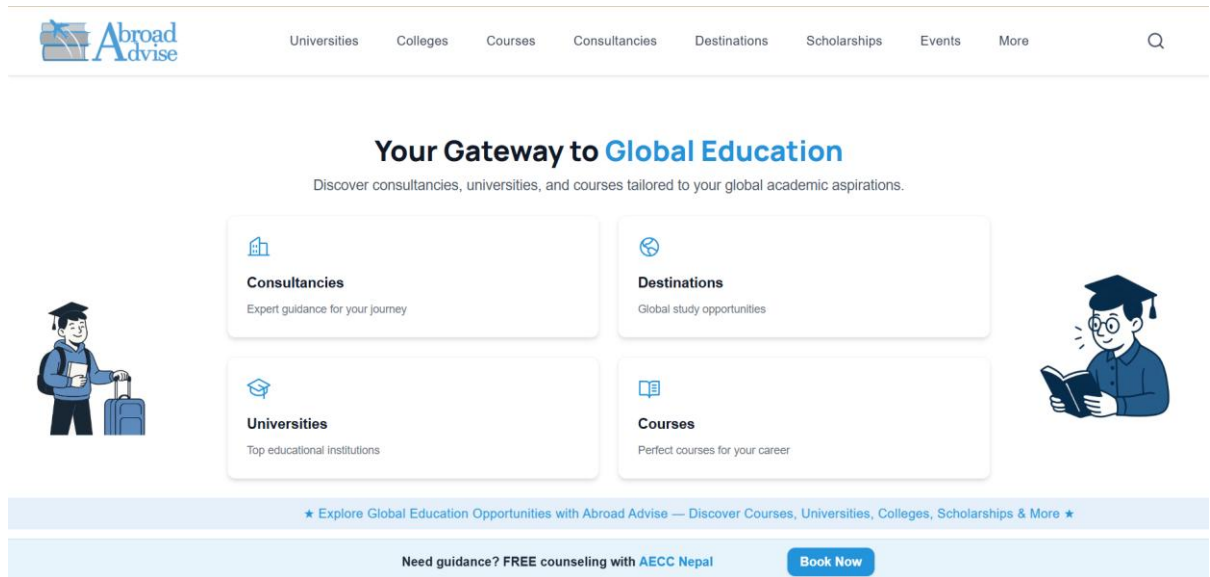 Abroad
Advise
Universities Colleges Courses Consultancies Destinations Scholarships Events More
Your Gateway to Global Education
Discover consultancies, universities, and courses tailored to your global academic aspirations.
Consultancies
Expert guidance for your journey
Destinations
Global study opportunities
Universities
Top educational institutions
Courses
Perfect courses for your career
★ Explore Global Education Opportunities with Abroad Advise — Discover Courses, Universities, Colleges, Scholarships & More ★
Need guidance? FREE counseling with AECC Nepal Book Now